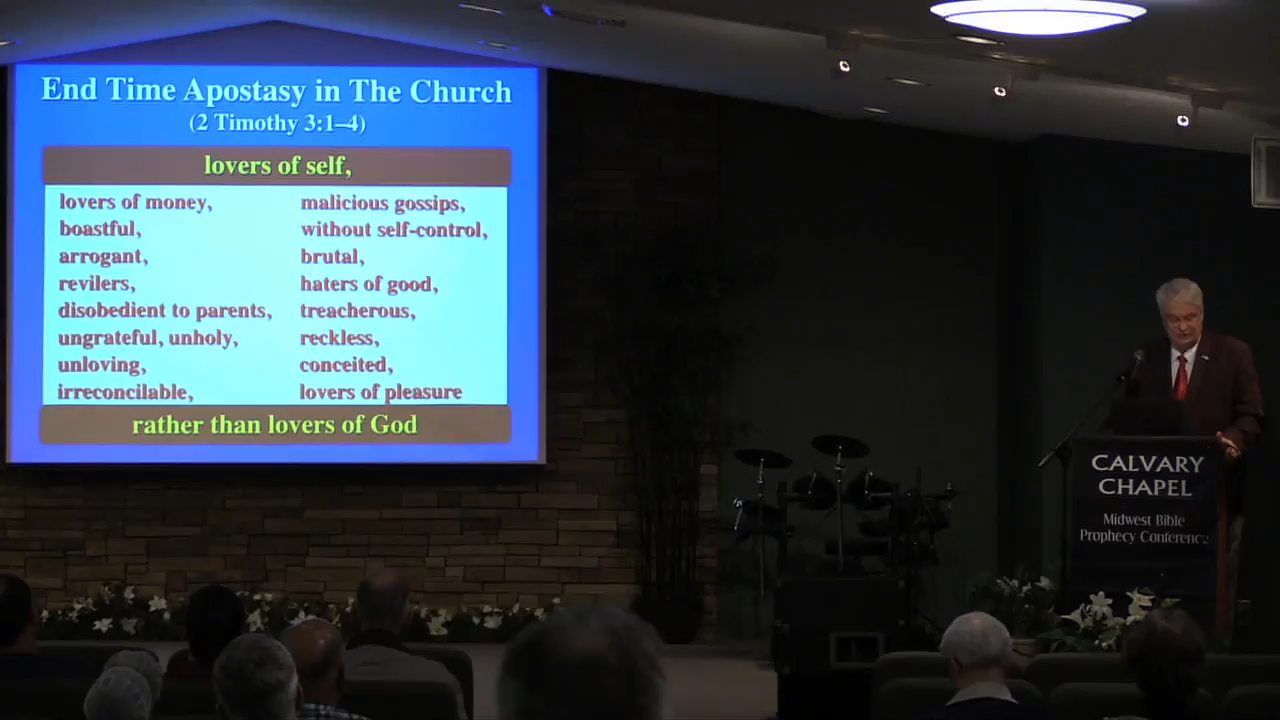 End Time Apostasy in The Church
(2 Timothy 3:1–4)
lovers of self,
lovers of money,
boastful,
arrogant,
revilers,
disobedient to parents,
ungrateful, unholy,
unloving,
irreconcilable,
malicious gossips,
without self-control,
brutal,
haters of good,
treacherous,
reckless,
conceited,
lovers of pleasure
rather than lovers of God
CALVARY
CHAPEL
Midwest Bible
Prophecy Conference